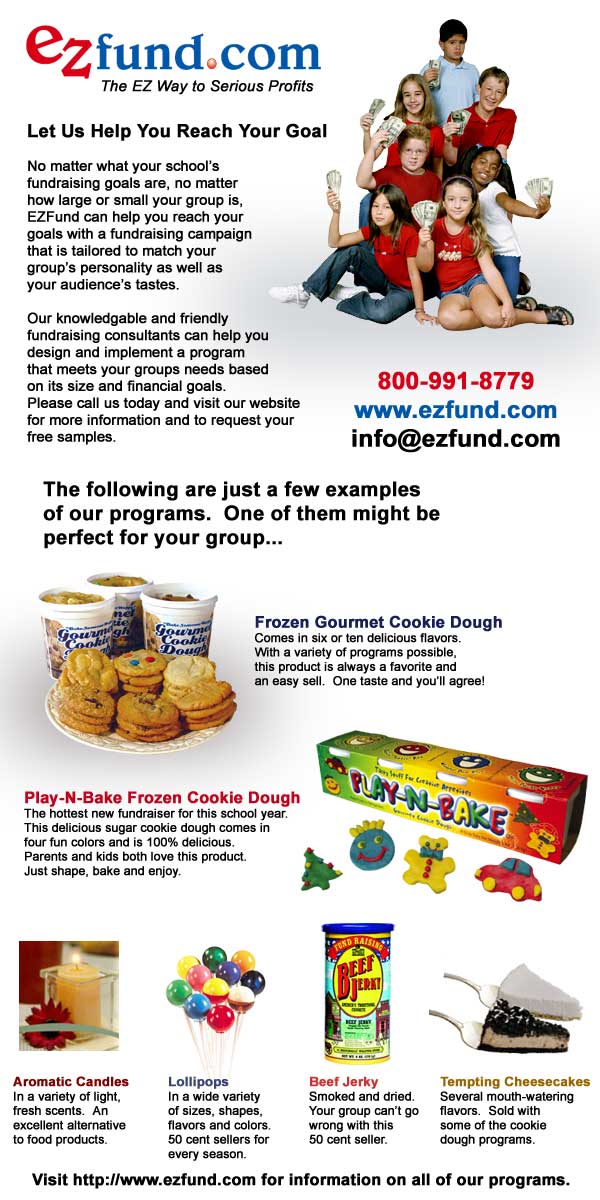 ezfund.com
The EZ Way to Serious Profits
Let Us Help You Reach Your Goal
No matter what your school's
fundraising goals are, no matter
how large or small your group is,
EZFund can help you reach your
goals with a fundraising campaign
that is tailored to match your
group's personality as well as
your audience's tastes.
Our knowledgable and friendly
fundraising consultants can help you
design and implement a program
that meets your groups needs based
on its size and financial goals.
Please call us today and visit our website
for more information and to request your
free samples.
800-991-8779
www.ezfund.com
info@ezfund.com
The following are just a few examples
of our programs.  One of them might be
perfect for your group...
Gourmet
Cookie
Dough
Gourmet
Cookie
Dough
Frozen Gourmet Cookie Dough
Comes in six or ten delicious flavors.
With a variety of programs possible,
this product is always a favorite and
an easy sell.  One taste and you'll agree!
Tasty Stuff For Creative Appetites
PLAY-N-BAKE
Gourmet Cookie Dough
Play-N-Bake Frozen Cookie Dough
The hottest new fundraiser for this school year.
This delicious sugar cookie dough comes in
four fun colors and is 100% delicious.
Parents and kids both love this product.
Just shape, bake and enjoy.
FUND RAISING
BEEF
JERKY
BEEF JERKY
Aromatic Candles
In a variety of light,
fresh scents.  An
excellent alternative
to food products.
Lollipops
In a wide variety
of sizes, shapes,
flavors and colors.
50 cent sellers for
every season.
Beef Jerky
Smoked and dried.
Your group can't go
wrong with this
50 cent seller.
Tempting Cheesecakes
Several mouth-watering
flavors.  Sold with
some of the cookie
dough programs.
Visit http://www.ezfund.com for information on all of our programs.